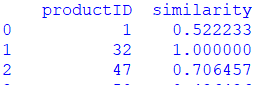 productID similarity
0 1 0.522233
1 32 1.000000
2 47 0.706457